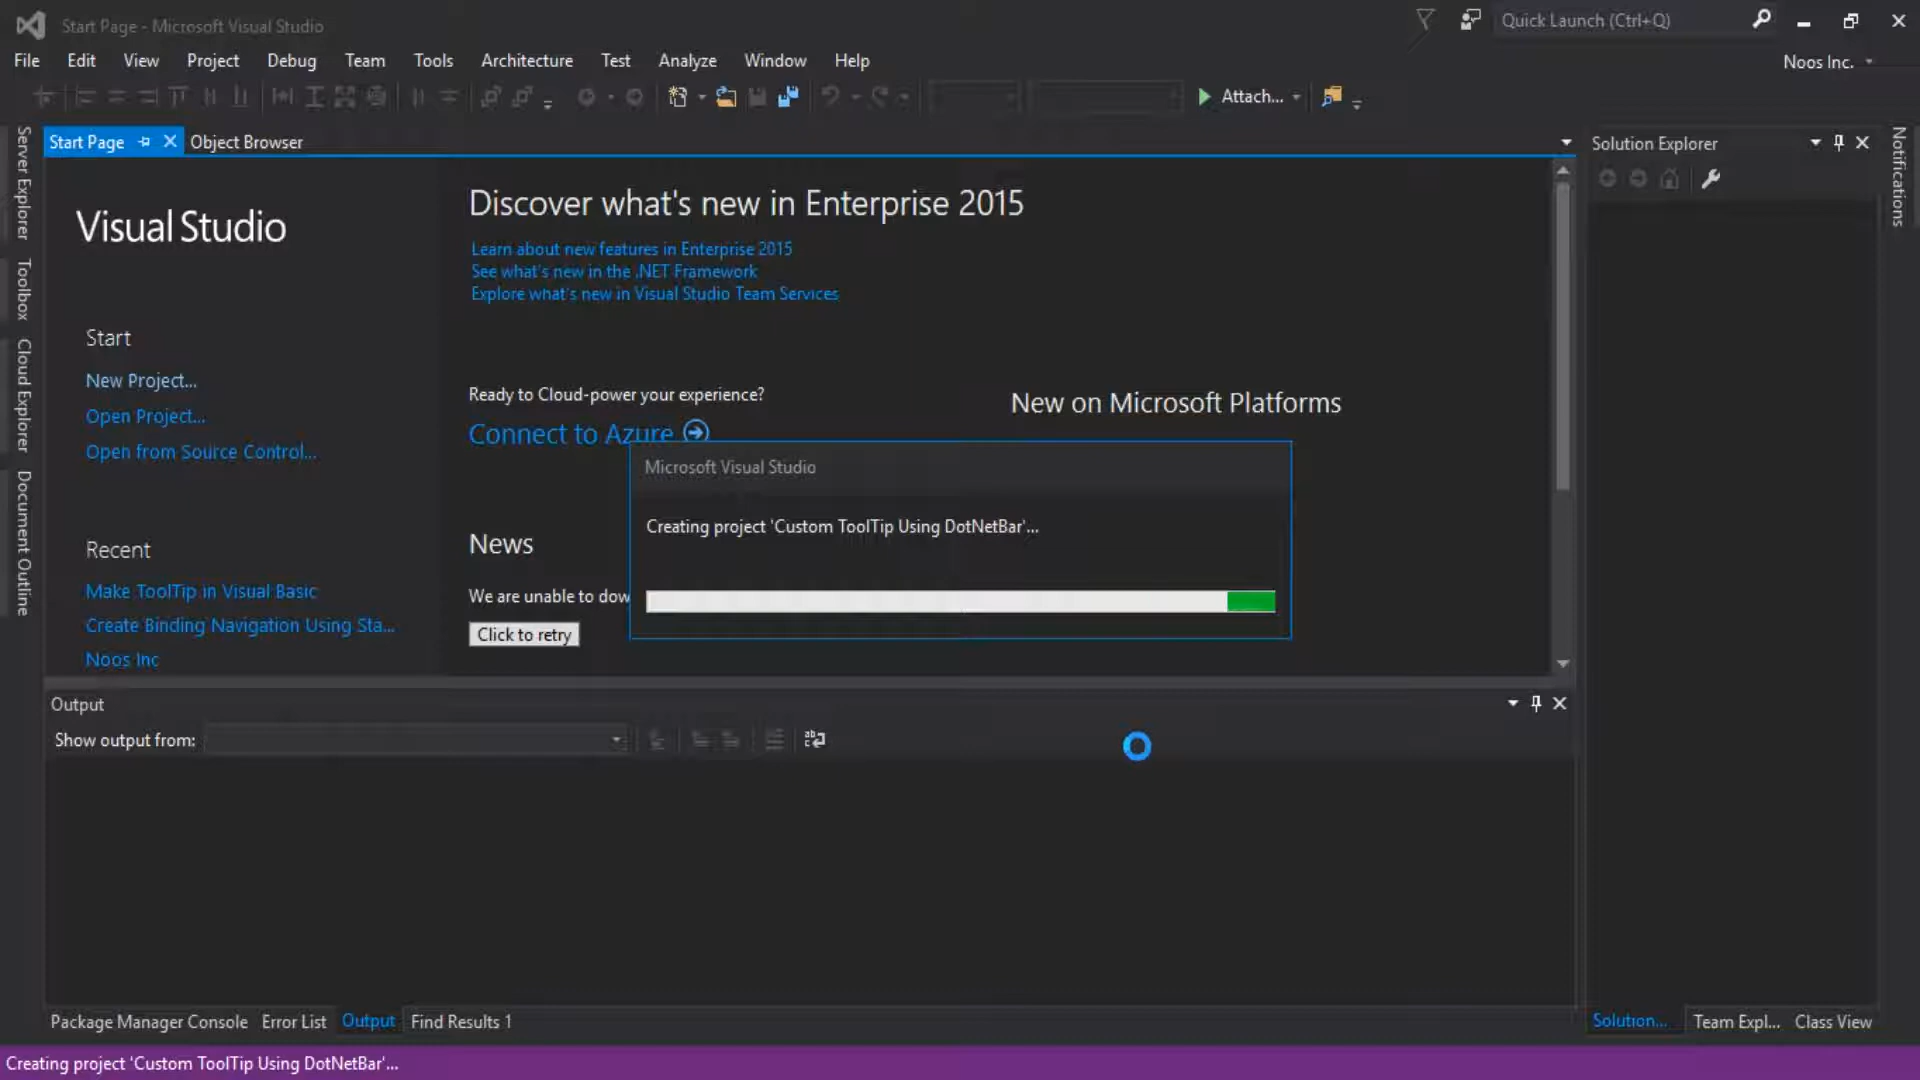 Start Page - Microsoft Visual Studio
Quick Launch (Ctrl+Q)
File Edit View Project Debug Team Tools Architecture Test Analyze Window Help
Noos Inc.
Attach...
Start Page
Object Browser
Solution Explorer
Server Explorer
Toolbox
Cloud Explorer
Document Outline
Notifications
Visual Studio
Start
New Project...
Open Project...
Open from Source Control...
Recent
Make ToolTip in Visual Basic
Create Binding Navigation Using Sta...
Noos Inc
Discover what's new in Enterprise 2015
Learn about new features in Enterprise 2015
See what's new in the .NET Framework
Explore what's new in Visual Studio Team Services
Ready to Cloud-power your experience?
Connect to Azure
New on Microsoft Platforms
News
We are unable to dow
Click to retry
Microsoft Visual Studio
Creating project 'Custom ToolTip Using DotNetBar'...
Output
Show output from:
Package Manager Console Error List Output Find Results 1
Solution... Team Expl... Class View
Creating project 'Custom ToolTip Using DotNetBar'...